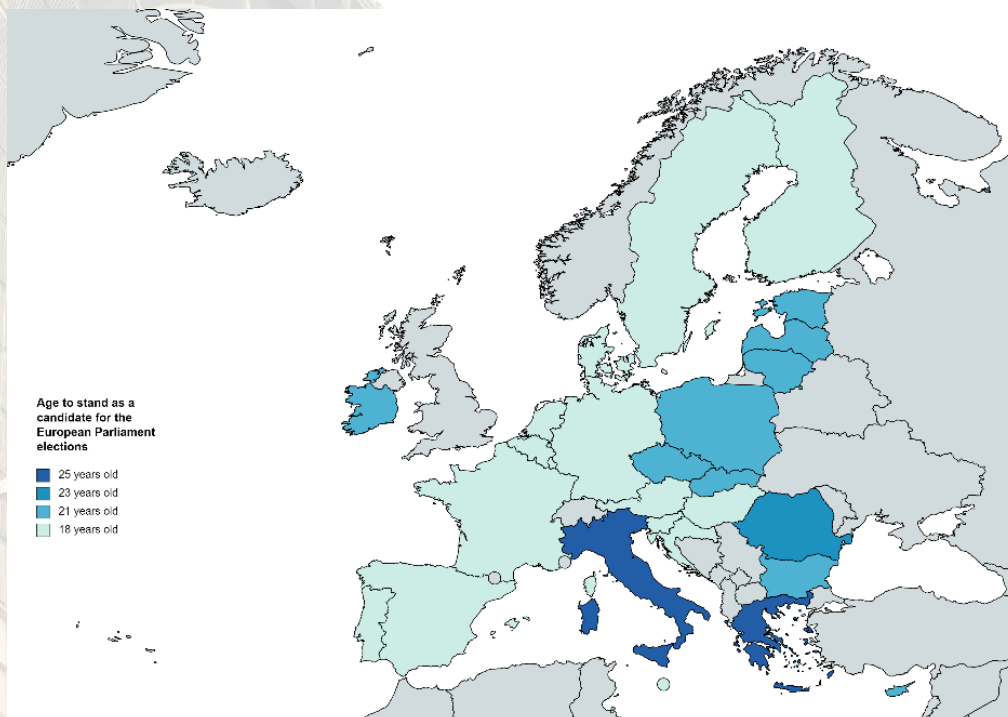 Age to stand as a
candidate for the
European Parliament
elections
25 years old
23 years old
21 years old
18 years old